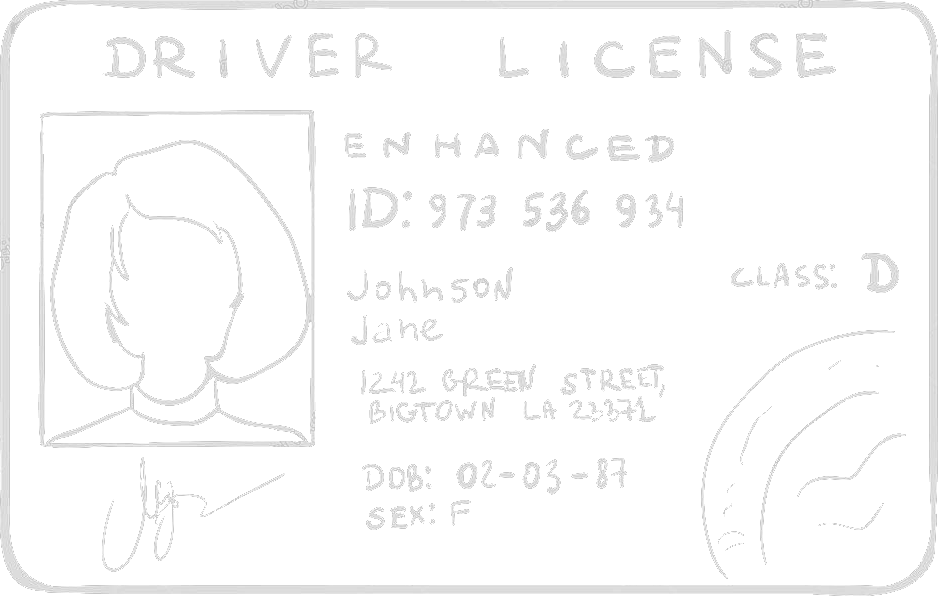 DRIVER LICENSE
ENHANCED
ID: 973 536 934
CLASS: D
Johnson
Jane
1242 GREEN STREET,
BIGTOWN LA 23371
DOB: 02-03-87
SEX: F